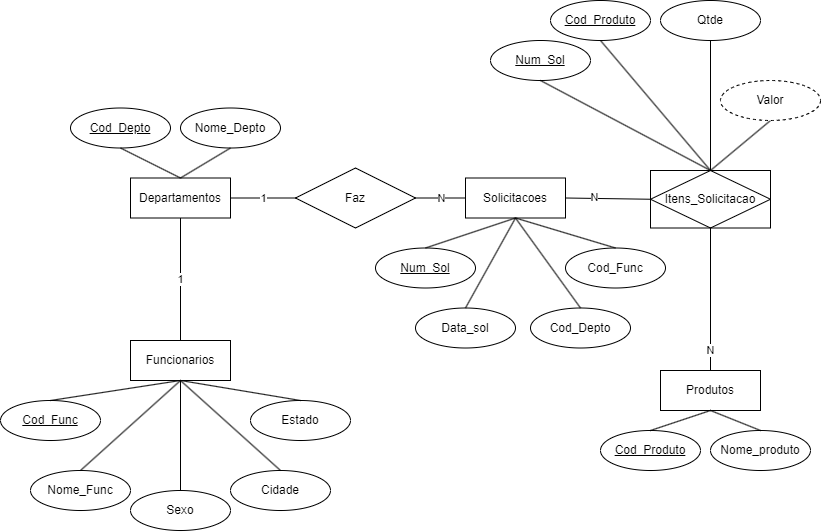 Cod_Produto
Qtde
Num_Sol
Valor
Cod_Depto
Nome_Depto
Departamentos
1
Faz
N
Solicitacoes
N
Itens_Solicitacao
Num_Sol
Cod_Func
1
Data_sol
Cod_Depto
N
Funcionarios
Produtos
Cod_Func
Estado
Cod_Produto
Nome_produto
Nome_Func
Cidade
Sexo